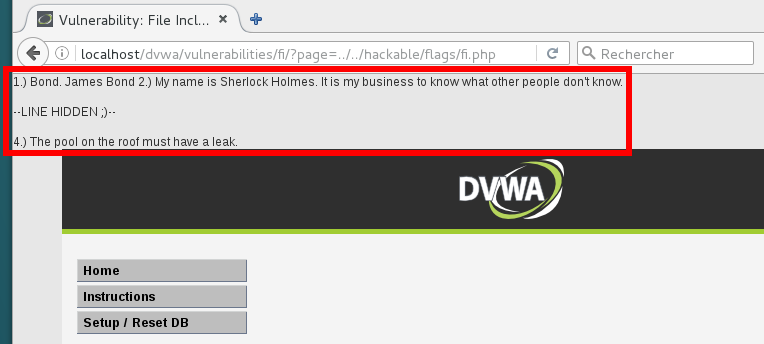 Vulnerability: File Incl...
localhost/dvwa/vulnerabilities/fi/?page=../../hackable/flags/fi.php
Rechercher
1.) Bond. James Bond 2.) My name is Sherlock Holmes. It is my business to know what other people don't know.
--LINE HIDDEN ;)--
4.) The pool on the roof must have a leak.
DVWA
Home
Instructions
Setup / Reset DB